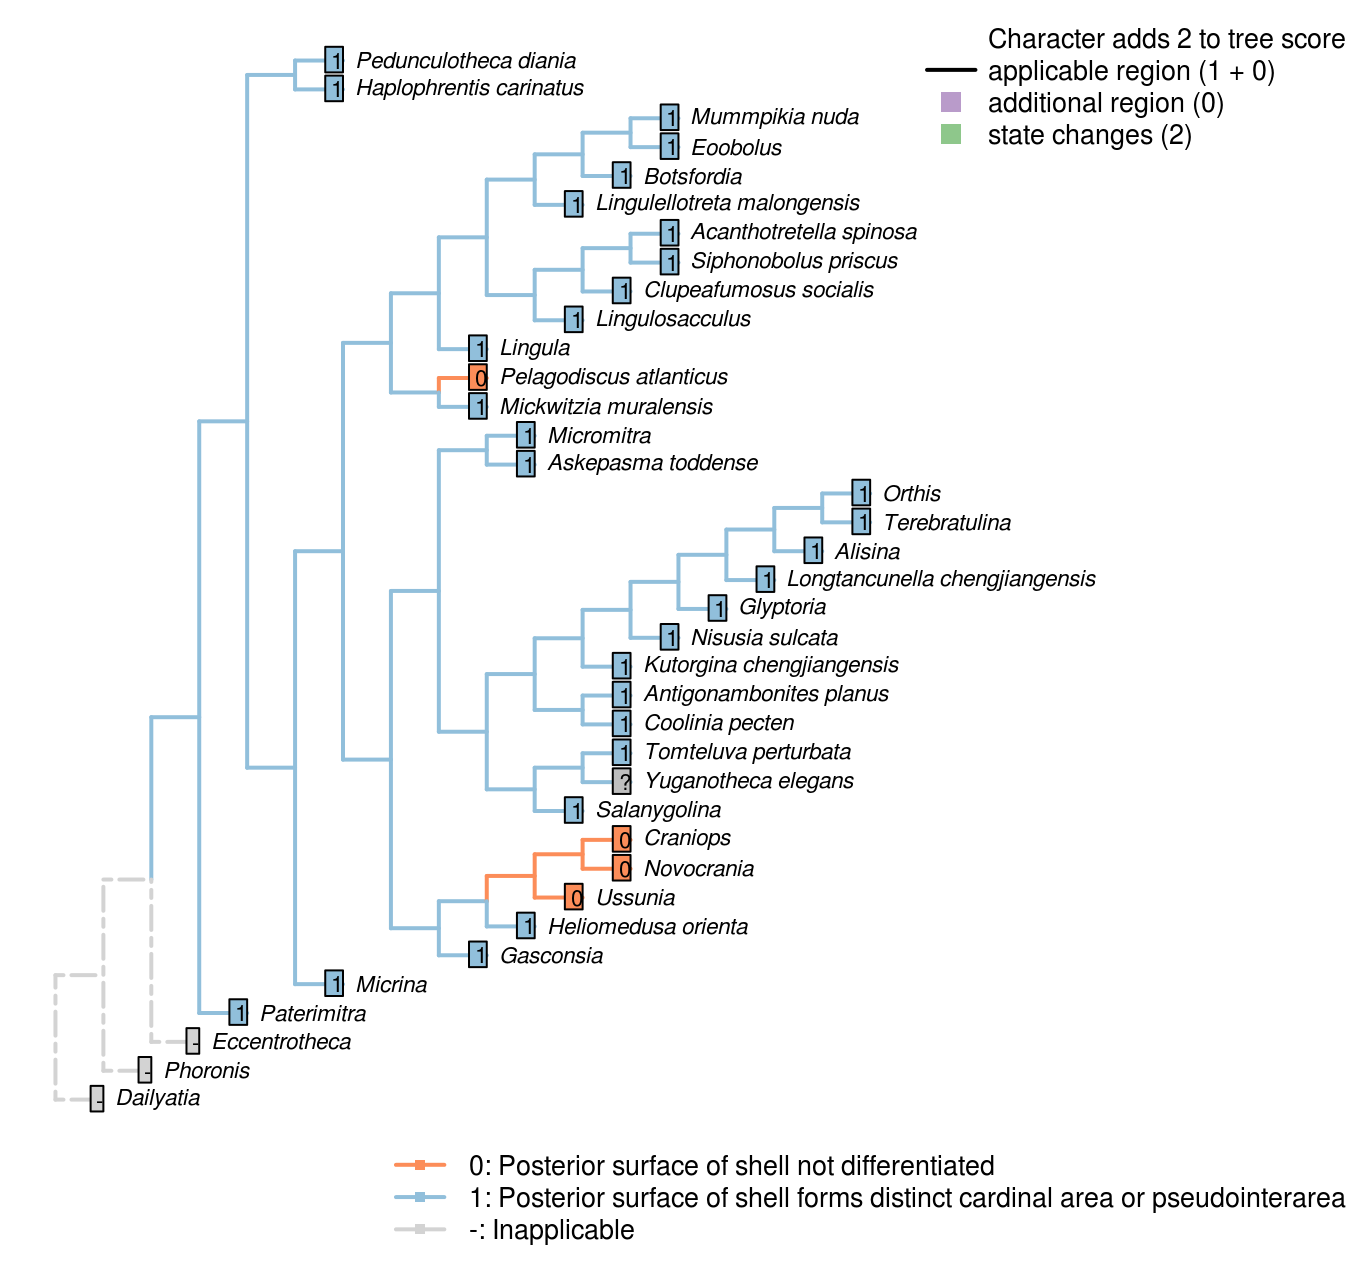 Character adds 2 to tree score
applicable region (1 + 0)
additional region (0)
state changes (2)
1 Pedunculotheca diania
1 Haplophrentis carinatus
1 Mummpikia nuda
1 Eoobolus
1 Botsfordia
1 Lingulellotreta malongensis
1 Acanthotretella spinosa
1 Siphonobolus priscus
1 Clupeafumosus socialis
1 Lingulosacculus
1 Lingula
0 Pelagodiscus atlanticus
1 Mickwitzia muralensis
1 Micromitra
1 Askepasma toddense
1 Orthis
1 Terebratulina
1 Alisina
1 Longtancunella chengjiangensis
1 Glyptoria
1 Nisusia sulcata
1 Kutorgina chengjiangensis
1 Antigonambonites planus
1 Coolinia pecten
1 Tomteluva perturbata
? Yuganotheca elegans
1 Salanygolina
0 Craniops
0 Novocrania
0 Ussunia
1 Heliomedusa orienta
1 Gasconsia
1 Micrina
1 Paterimitra
- Eccentrotheca
- Phoronis
- Dailyatia
0: Posterior surface of shell not differentiated
1: Posterior surface of shell forms distinct cardinal area or pseudointerarea
-: Inapplicable